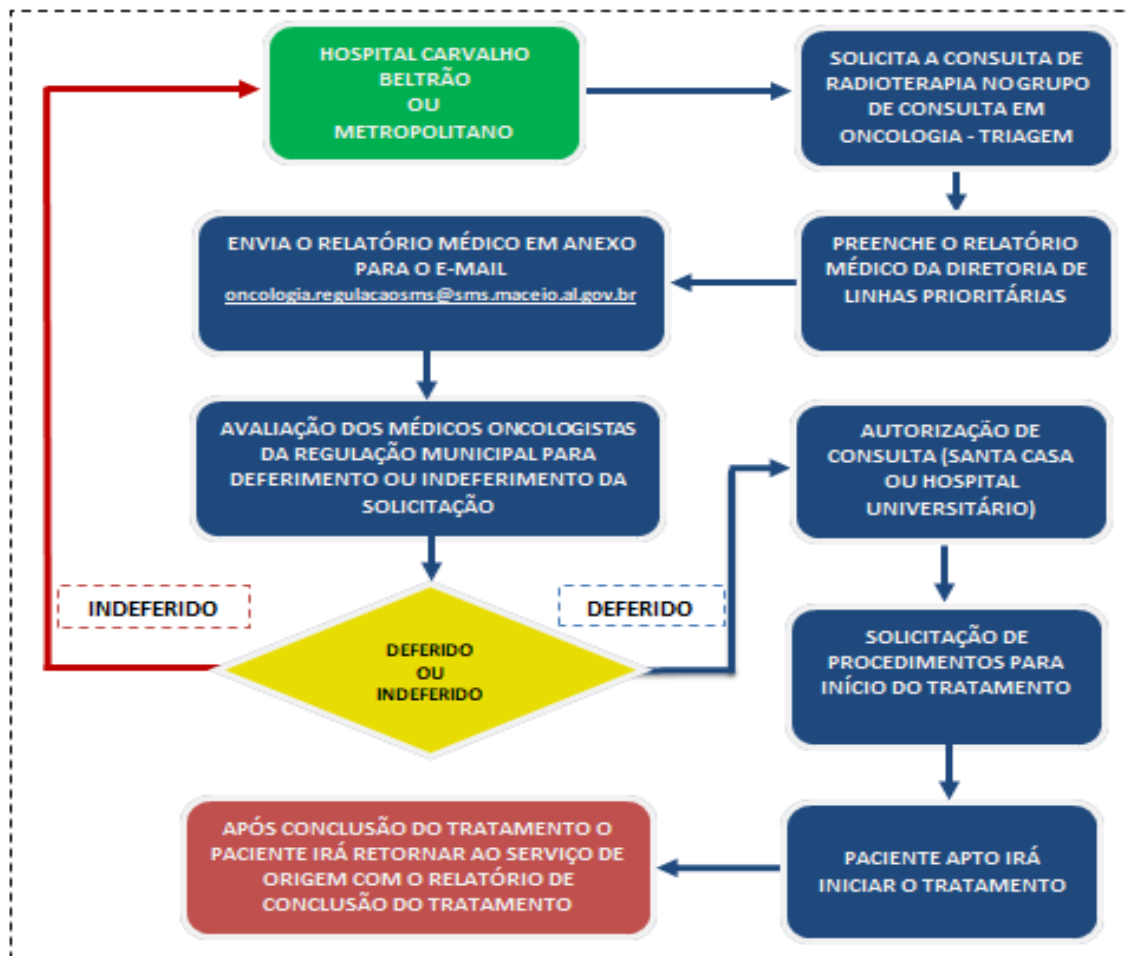 HOSPITAL CARVALHO
BELTRÃO
OU
METROPOLITANO
SOLICITA A CONSULTA DE
RADIOTERAPIA NO GRUPO
DE CONSULTA EM
ONCOLOGIA - TRIAGEM
PREENCHE O RELATÓRIO
MÉDICO DA DIRETORIA DE
LINHAS PRIORITÁRIAS
ENVIA O RELATÓRIO MÉDICO EM ANEXO
PARA O E-MAIL
oncologia.regulacaosms@sms.maceio.al.gov.br
AVALIAÇÃO DOS MÉDICOS ONCOLOGISTAS
DA REGULAÇÃO MUNICIPAL PARA
DEFERIMENTO OU INDEFERIMENTO DA
SOLICITAÇÃO
DEFERIDO
OU
INDEFERIDO
INDEFERIDO
DEFERIDO
AUTORIZAÇÃO DE
CONSULTA (SANTA CASA
OU HOSPITAL
UNIVERSITÁRIO)
SOLICITAÇÃO DE
PROCEDIMENTOS PARA
INÍCIO DO TRATAMENTO
PACIENTE APTO IRÁ
INICIAR O TRATAMENTO
APÓS CONCLUSÃO DO TRATAMENTO O
PACIENTE IRÁ RETORNAR AO SERVIÇO DE
ORIGEM COM O RELATÓRIO DE
CONCLUSÃO DO TRATAMENTO